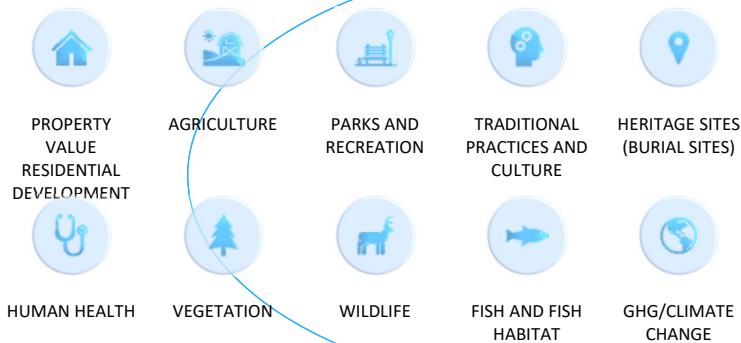 PROPERTY
VALUE
RESIDENTIAL
DEVELOPMENT
AGRICULTURE
PARKS AND
RECREATION
TRADITIONAL
PRACTICES AND
CULTURE
HERITAGE SITES
(BURIAL SITES)
HUMAN HEALTH
VEGETATION
WILDLIFE
FISH AND FISH
HABITAT
GHG/CLIMATE
CHANGE